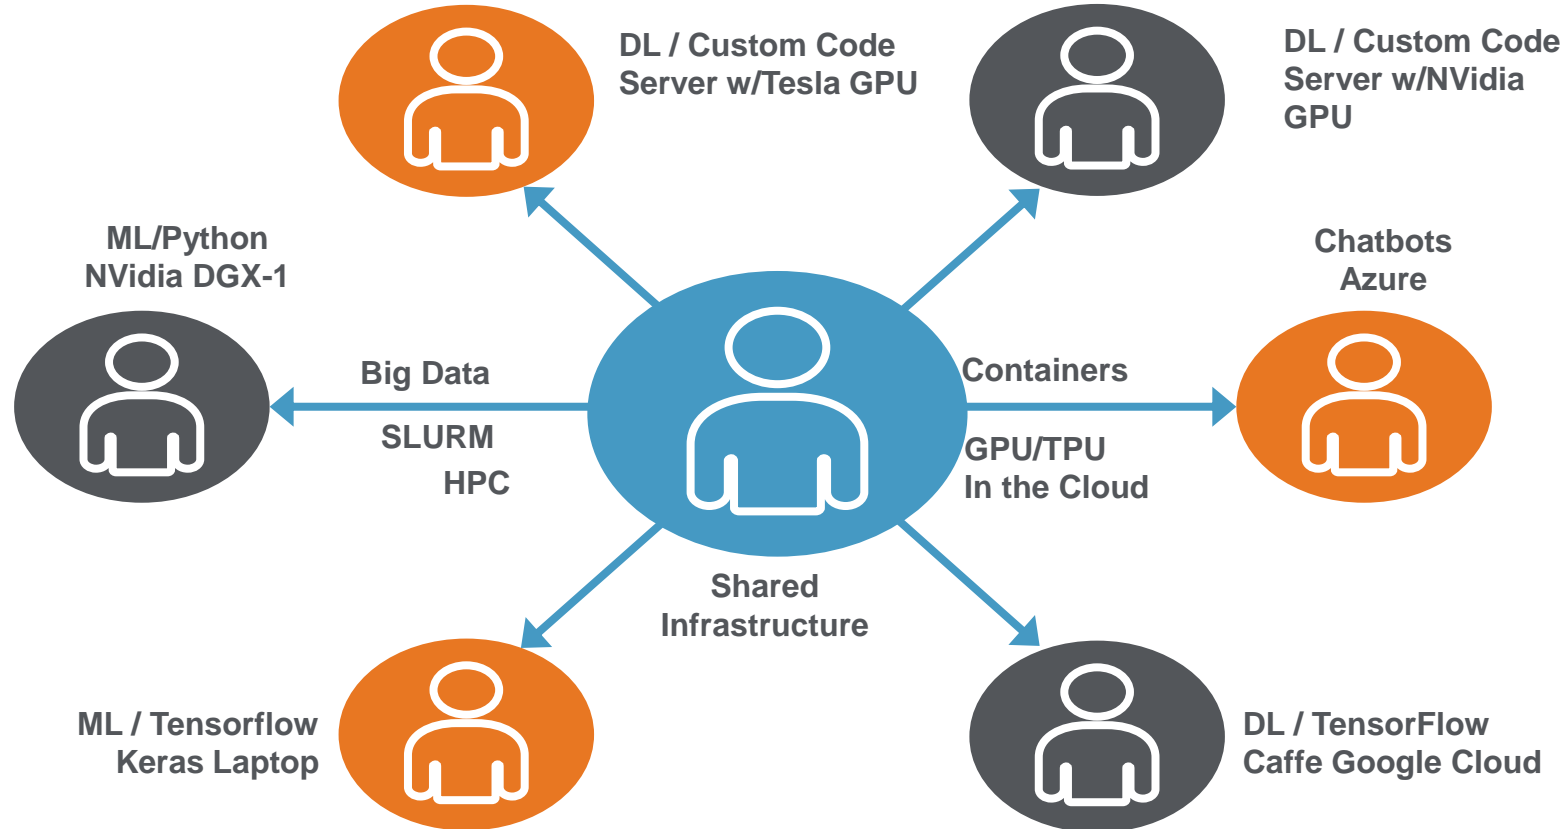 DL / Custom Code
Server w/Tesla GPU
DL / Custom Code
Server w/NVidia
GPU
ML/Python
NVidia DGX-1
Chatbots
Azure
Big Data
SLURM
HPC
Containers
GPU/TPU
In the Cloud
Shared
Infrastructure
ML / Tensorflow
Keras Laptop
DL / TensorFlow
Caffe Google Cloud